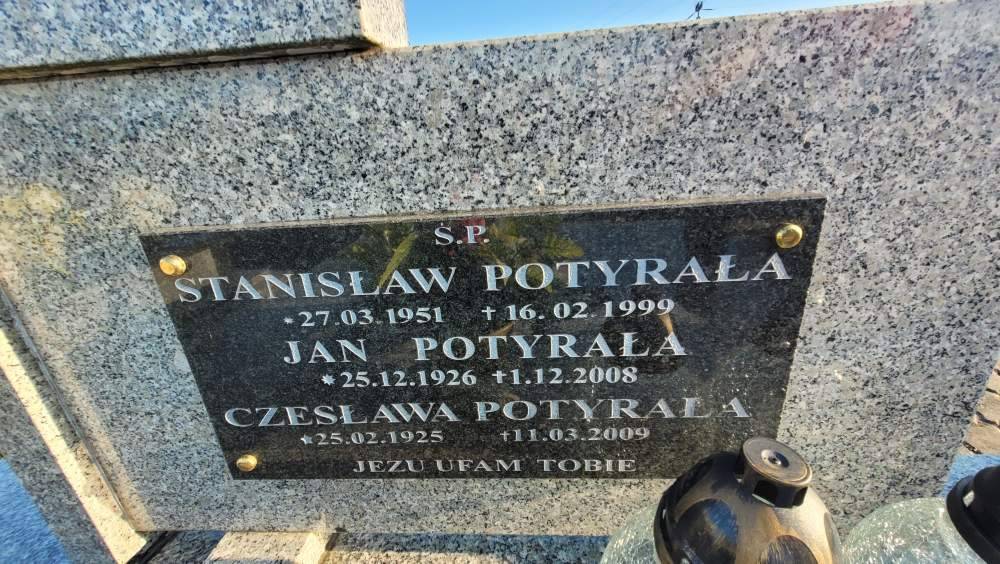 Ś.P.
STANISŁAW POTYRAŁA
*27.03.1951 †16.02.1999
JAN POTYRAŁA
*25.12.1926 †1.12.2008
CZESŁAWA POTYRAŁA
*25.02.1925 †11.03.2009
JEZU UFAM TOBIE